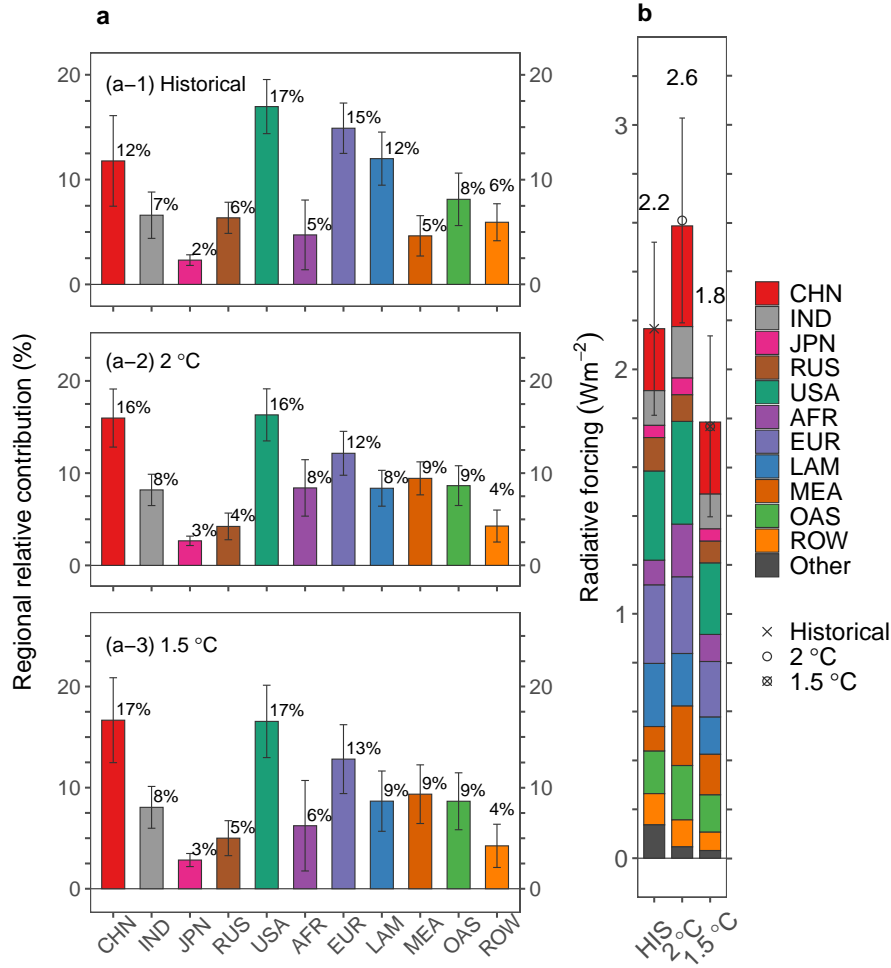 a
b
Regional relative contribution (%)
(a−1) Historical
20
10
0
20
10
0
12%
7%
2%
6%
17%
5%
15%
12%
5%
8%
6%
(a−2) 2 °C
20
10
0
20
10
0
16%
8%
3%
4%
16%
8%
12%
8%
9%
9%
4%
(a−3) 1.5 °C
20
10
0
20
10
0
17%
8%
3%
5%
17%
6%
13%
9%
9%
9%
4%
CHN
IND
JPN
RUS
USA
AFR
EUR
LAM
MEA
OAS
ROW
Radiative forcing (Wm−2)
3
2
1
0
2.2
2.6
1.8
HIS
2 °C
1.5 °C
CHN
IND
JPN
RUS
USA
AFR
EUR
LAM
MEA
OAS
ROW
Other
Historical
2 °C
1.5 °C